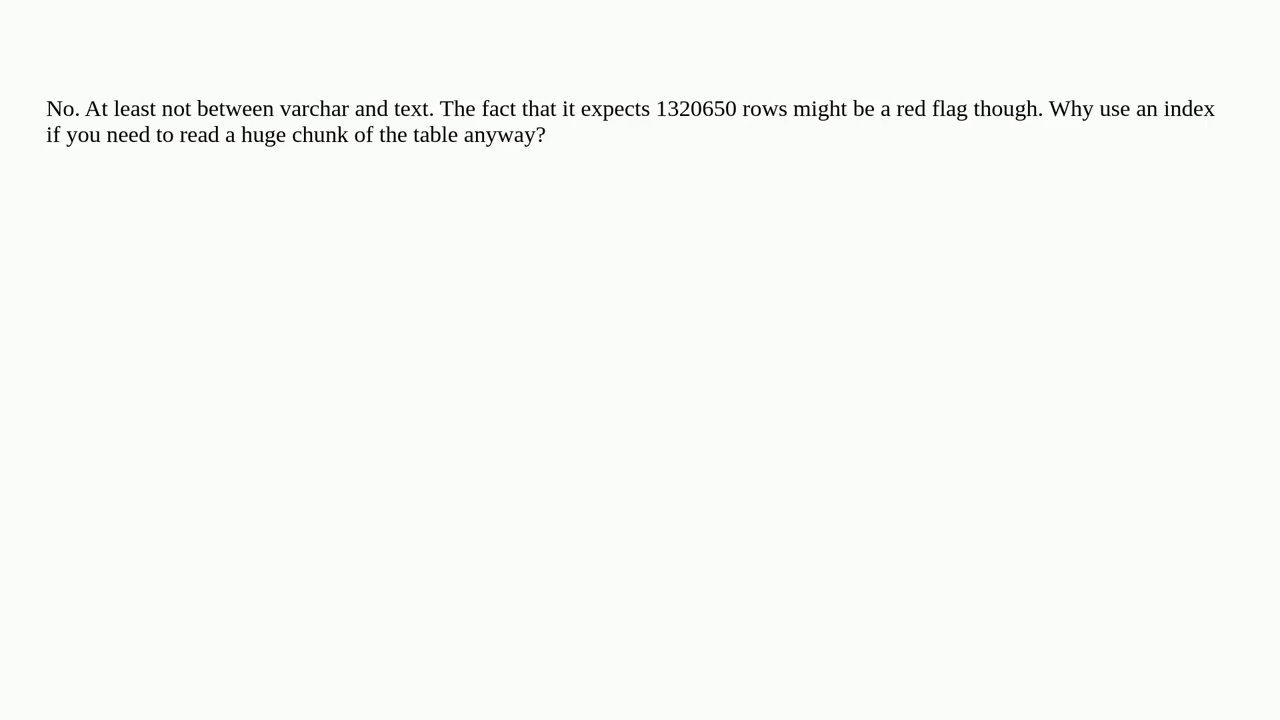 No. At least not between varchar and text. The fact that it expects 1320650 rows might be a red flag though. Why use an index
if you need to read a huge chunk of the table anyway?